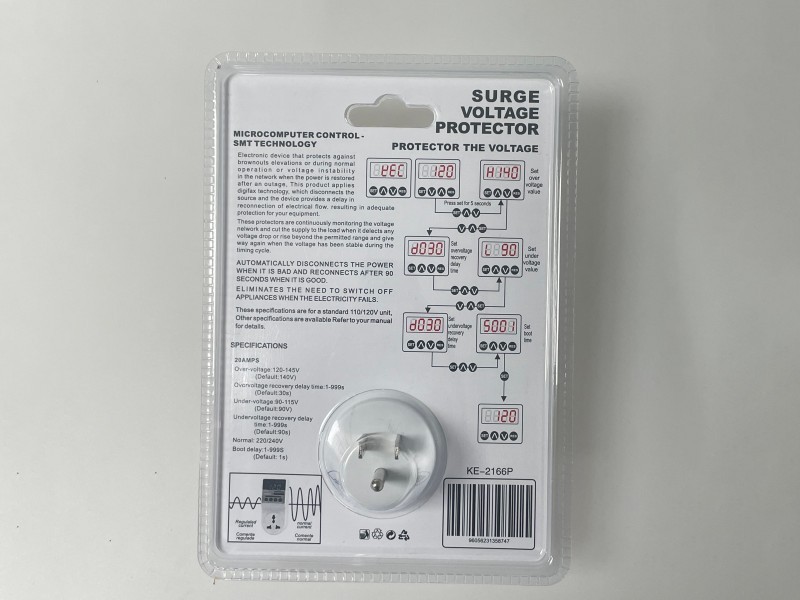 SURGE
VOLTAGE
PROTECTOR
PROTECTOR THE VOLTAGE
MICROCOMPUTER CONTROL-
SMT TECHNOLOGY
Electronic device that protects against
brownouts elevations or during normal
operation or voltage instability
in the network when the power is restored
after an outage. This product applies
digifax technology, which disconnects the
source and the device provides a delay in
reconnection of electrical flow, resulting in adequate
protection for your equipment.
These protectors are continuously monitoring the voltage
network and cut the supply to the load when it detects any
voltage drop or rise beyond the permitted range and give
way again when the voltage has been stable during the
timing cycle.
AUTOMATICALLY DISCONNECTS THE POWER
WHEN IT IS BAD AND RECONNECTS AFTER 90
SECONDS WHEN IT IS GOOD.
ELIMINATES THE NEED TO SWITCH OFF
APPLIANCES WHEN THE ELECTRICITY FAILS.
These specifications are for a standard 110/120V unit,
Other specifications are available Refer to your manual
for details.
SPECIFICATIONS
20AMPS
Over-voltage:120-145V
(Default:140V)
Overvoltage recovery delay time:1-999s
(Default:30s)
Under-voltage:90-115V
(Default:90V)
Undervoltage recovery delay
time:1-999s
(Default:90s)
Normal: 220/240V
Boot delay:1-999S
(Default: 1s)
120
H140
Set
over
voltage
value
Press set for 5 seconds
d030
Set
overvoltage
recovery
delay
time
L 90
Set
under
voltage
value
d030
Set
undervoltage
recovery
delay
time
S001
Set
boot
time
120
Regulated
current
Corriente
regulada
normal
current
Corriente
normal
KE-2166P